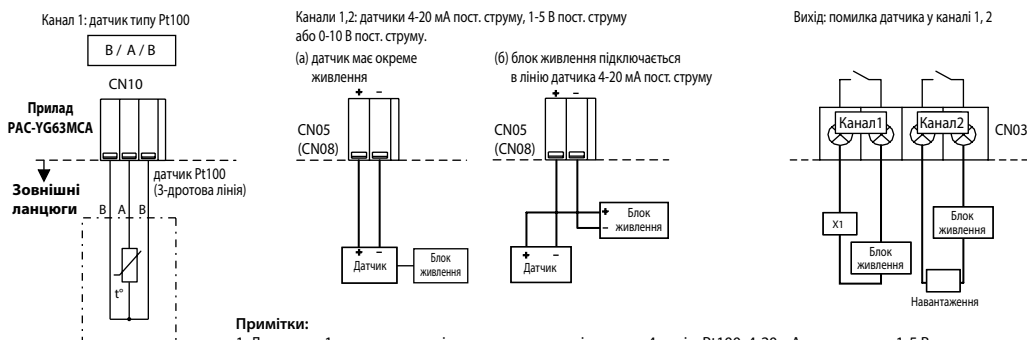 Канал 1: датчик типу Pt100
B / A / B
CN10
Прилад
PAC-YG63MCA
Зовнішні
ланцюги
датчик Pt100
(3-дротова лінія)
B A B
t°
Канали 1,2: датчики 4-20 мА пост. струму, 1-5 В пост. струму
або 0-10 В пост. струму.
(а) датчик має окреме
живлення
+ –
CN05
(CN08)
+ –
Датчик
Блок
живлення
(б) блок живлення підключається
в лінію датчика 4-20 мА пост. струму
+ –
CN05
(CN08)
+
–
Блок
живлення
+ –
Датчик
Вихід: помилка датчика у каналі 1, 2
Канал1 Канал2
CN03
X1
Блок
живлення
Блок
живлення
Навантаження
Примітки: